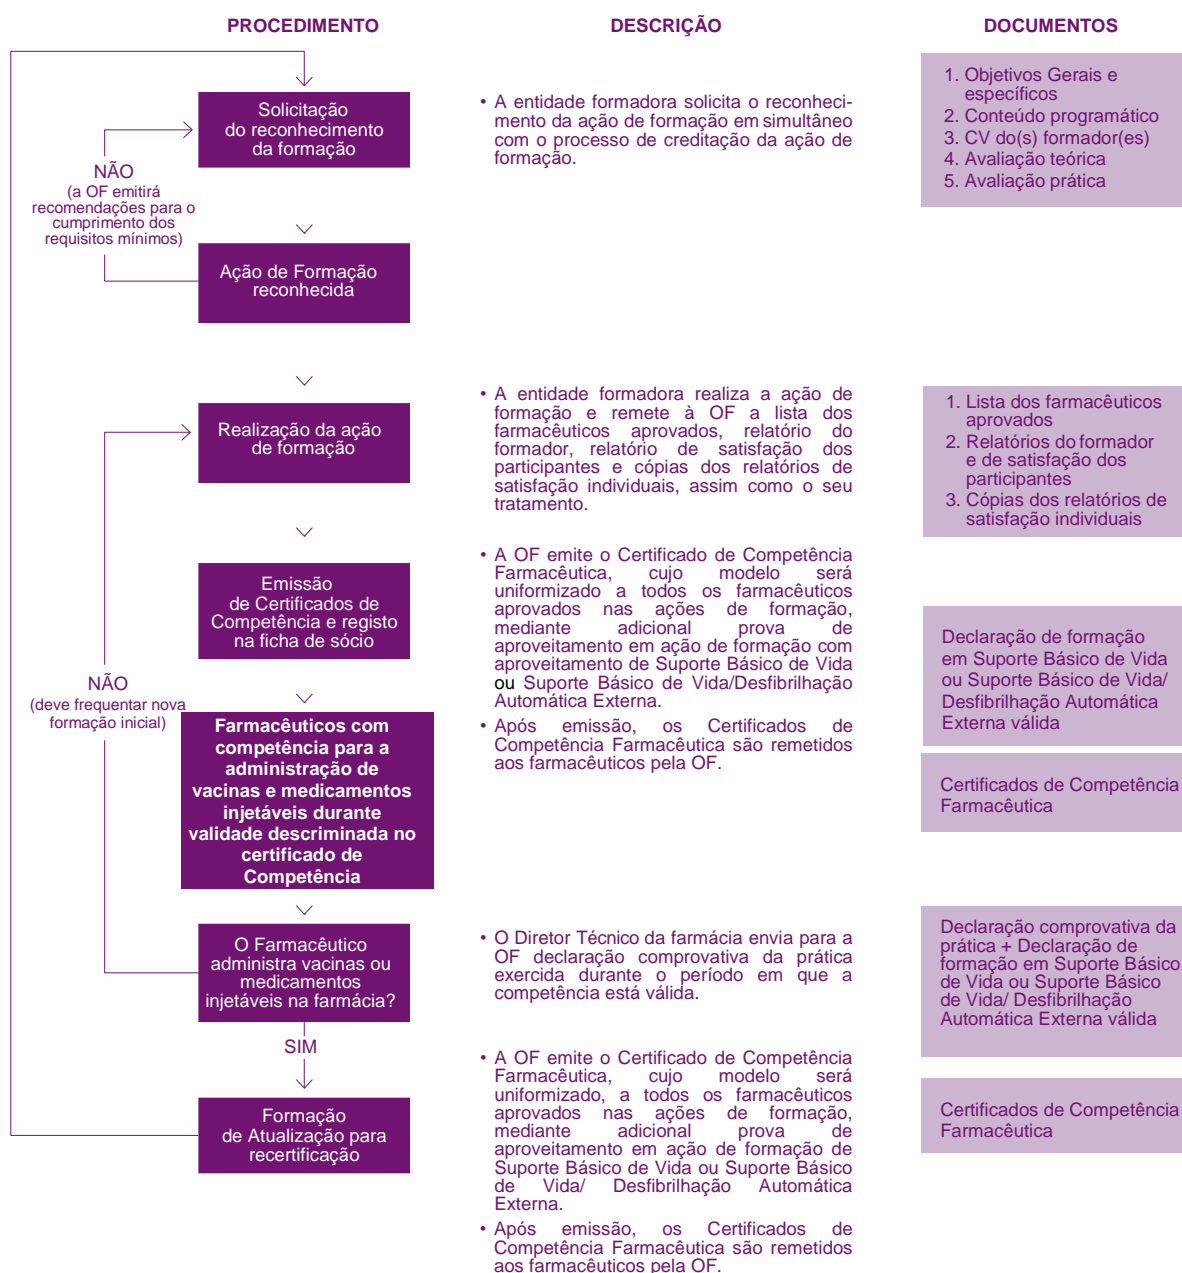 PROCEDIMENTO
DESCRIÇÃO
DOCUMENTOS
Solicitação
do reconhecimento
da formação
• A entidade formadora solicita o reconheci-
mento da ação de formação em simultâneo
com o processo de creditação da ação de
formação.
1. Objetivos Gerais e
específicos
2. Conteúdo programático
3. CV do(s) formador(es)
4. Avaliação teórica
5. Avaliação prática
NÃO
(a OF emitirá
recomendações para o
cumprimento dos
requisitos mínimos)
Ação de Formação
reconhecida
Realização da ação
de formação
• A entidade formadora realiza a ação de
formação e remete à OF a lista dos
farmacêuticos aprovados, relatório do
formador, relatório de satisfação dos
participantes e cópias dos relatórios de
satisfação individuais, assim como o seu
tratamento.
1. Lista dos farmacêuticos
aprovados
2. Relatórios do formador
e de satisfação dos
participantes
3. Cópias dos relatórios de
satisfação individuais
Emissão
de Certificados de
Competência e registo
na ficha de sócio
• A OF emite o Certificado de Competência
Farmacêutica, cujo modelo será
uniformizado a todos os farmacêuticos
aprovados nas ações de formação,
mediante adicional prova de
aproveitamento em ação de formação com
aproveitamento de Suporte Básico de Vida
ou Suporte Básico de Vida/Desfibrilhação
Automática Externa.
• Após emissão, os Certificados de
Competência Farmacêutica são remetidos
aos farmacêuticos pela OF.
Declaração de formação
em Suporte Básico de Vida
ou Suporte Básico de Vida/
Desfibrilhação Automática
Externa válida
NÃO
(deve frequentar nova
formação inicial)
Farmacêuticos com
competência para a
administração de
vacinas e medicamentos
injetáveis durante
validade descriminada no
certificado de
Competência
Certificados de Competência
Farmacêutica
O Farmacêutico
administra vacinas ou
medicamentos
injetáveis na farmácia?
• O Diretor Técnico da farmácia envia para a
OF declaração comprovativa da prática
exercida durante o período em que a
competência está válida.
Declaração comprovativa da
prática + Declaração de
formação em Suporte Básico
de Vida ou Suporte Básico
de Vida/ Desfibrilhação
Automática Externa válida
SIM
Formação
de Atualização para
recertificação
• A OF emite o Certificado de Competência
Farmacêutica, cujo modelo será
uniformizado, a todos os farmacêuticos
aprovados nas ações de formação,
mediante adicional prova de
aproveitamento em ação de formação de
Suporte Básico de Vida ou Suporte Básico
de Vida/ Desfibrilhação Automática
Externa.
• Após emissão, os Certificados de
Competência Farmacêutica são remetidos
aos farmacêuticos pela OF.
Certificados de Competência
Farmacêutica